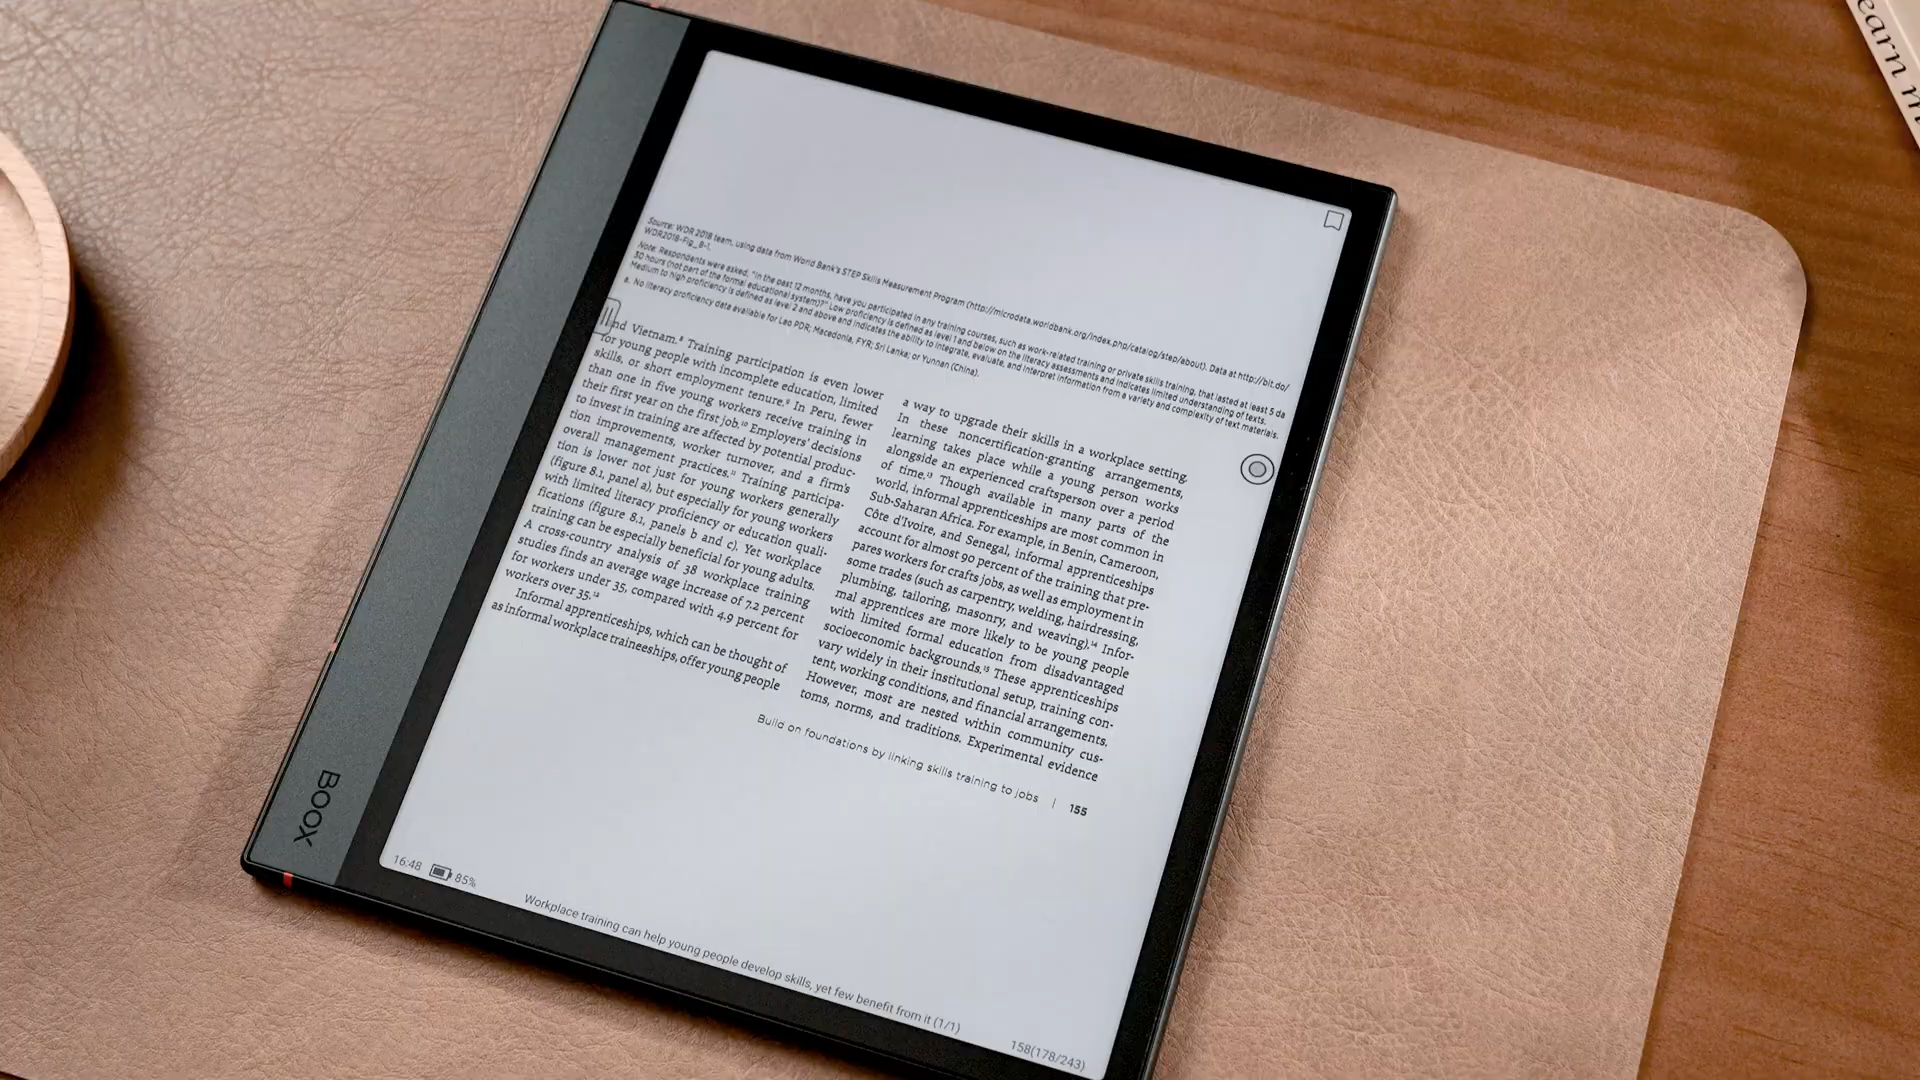 earn m
Source: WDR 2018 team, using data from World Bank's STEP Skills Measurement Program (http://microdata.worldbank.org/index.php/catalog/step/about). Data at http://bit.do/
WDR2018-Fig_8-1.
Note: Respondents were asked, "In the past 12 months, have you participated in any training courses, such as work-related training or private skills training, that lasted at least 5 da
30 hours (not part of the formal educational system)?" Low proficiency is defined as level 1 and below on the literacy assessments and indicates limited understanding of texts.
Medium to high proficiency is defined as level 2 and above and indicates the ability to integrate, evaluate, and interpret information from a variety and complexity of text materials.
a. No literacy proficiency data available for Lao PDR; Macedonia, FYR; Sri Lanka; or Yunnan (China).
nd Vietnam.⁸ Training participation is even lower
for young people with incomplete education, limited
skills, or short employment tenure.⁹ In Peru, fewer
than one in five young workers receive training in
their first year on the first job.¹⁰ Employers' decisions
to invest in training are affected by potential produc-
tion improvements, worker turnover, and a firm's
overall management practices.¹¹ Training participa-
tion is lower not just for young workers generally
(figure 8.1, panel a), but especially for young workers
with limited literacy proficiency or education quali-
fications (figure 8.1, panels b and c). Yet workplace
training can be especially beneficial for young adults.
A cross-country analysis of 38 workplace training
studies finds an average wage increase of 7.2 percent
for workers under 35, compared with 4.9 percent for
workers over 35.¹²
Informal apprenticeships, which can be thought of
as informal workplace traineeships, offer young people
a way to upgrade their skills in a workplace setting.
In these noncertification-granting arrangements,
learning takes place while a young person works
alongside an experienced craftsperson over a period
of time.¹³ Though available in many parts of the
world, informal apprenticeships are most common in
Sub-Saharan Africa. For example, in Benin, Cameroon,
Côte d'Ivoire, and Senegal, informal apprenticeships
account for almost 90 percent of the training that pre-
pares workers for crafts jobs, as well as employment in
some trades (such as carpentry, welding, hairdressing,
plumbing, tailoring, masonry, and weaving).¹⁴ Infor-
mal apprentices are more likely to be young people
with limited formal education from disadvantaged
socioeconomic backgrounds.¹⁵ These apprenticeships
vary widely in their institutional setup, training con-
tent, working conditions, and financial arrangements.
However, most are nested within community cus-
toms, norms, and traditions. Experimental evidence
Build on foundations by linking skills training to jobs | 155
16:48 85%
Workplace training can help young people develop skills, yet few benefit from it (1/1)
158(178/243)
BOOX